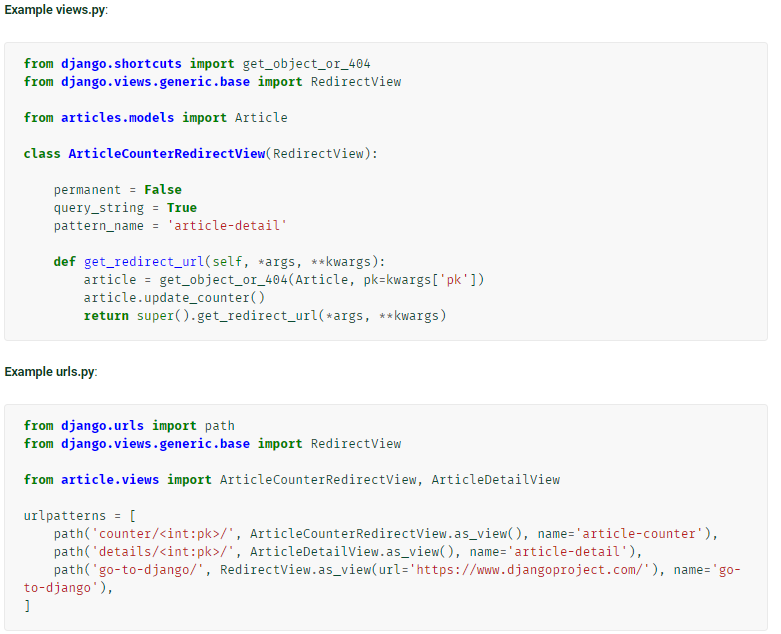 Example views.py:
from django.shortcuts import get_object_or_404
from django.views.generic.base import RedirectView
from articles.models import Article
class ArticleCounterRedirectView(RedirectView):
    permanent = False
    query_string = True
    pattern_name = 'article-detail'
    def get_redirect_url(self, *args, **kwargs):
        article = get_object_or_404(Article, pk=kwargs['pk'])
        article.update_counter()
        return super().get_redirect_url(*args, **kwargs)
Example urls.py:
from django.urls import path
from django.views.generic.base import RedirectView
from article.views import ArticleCounterRedirectView, ArticleDetailView
urlpatterns = [
    path('counter/<int:pk>/', ArticleCounterRedirectView.as_view(), name='article-counter'),
    path('details/<int:pk>/', ArticleDetailView.as_view(), name='article-detail'),
    path('go-to-django/', RedirectView.as_view(url='https://www.djangoproject.com/'), name='go-
to-django'),
]